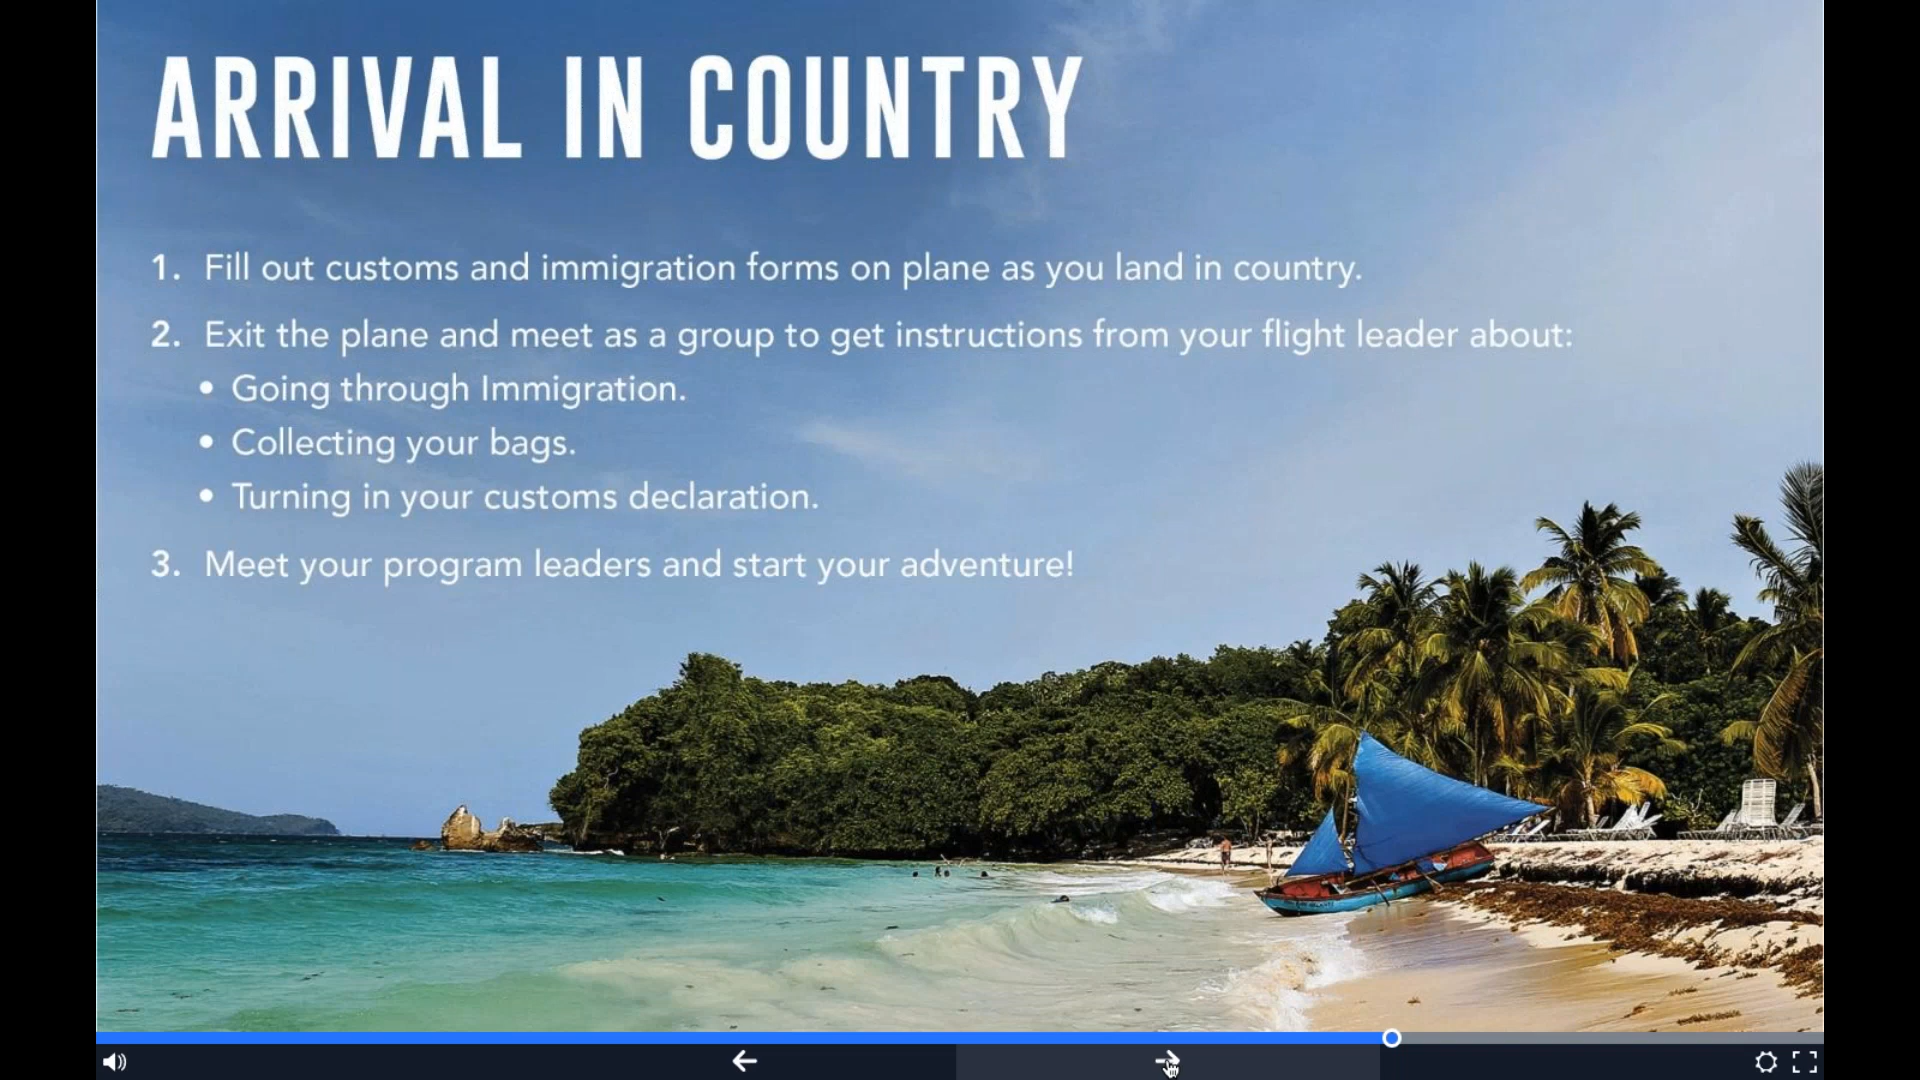 ARRIVAL IN COUNTRY
1. Fill out customs and immigration forms on plane as you land in country.
2. Exit the plane and meet as a group to get instructions from your flight leader about:
• Going through Immigration.
• Collecting your bags.
• Turning in your customs declaration.
3. Meet your program leaders and start your adventure!